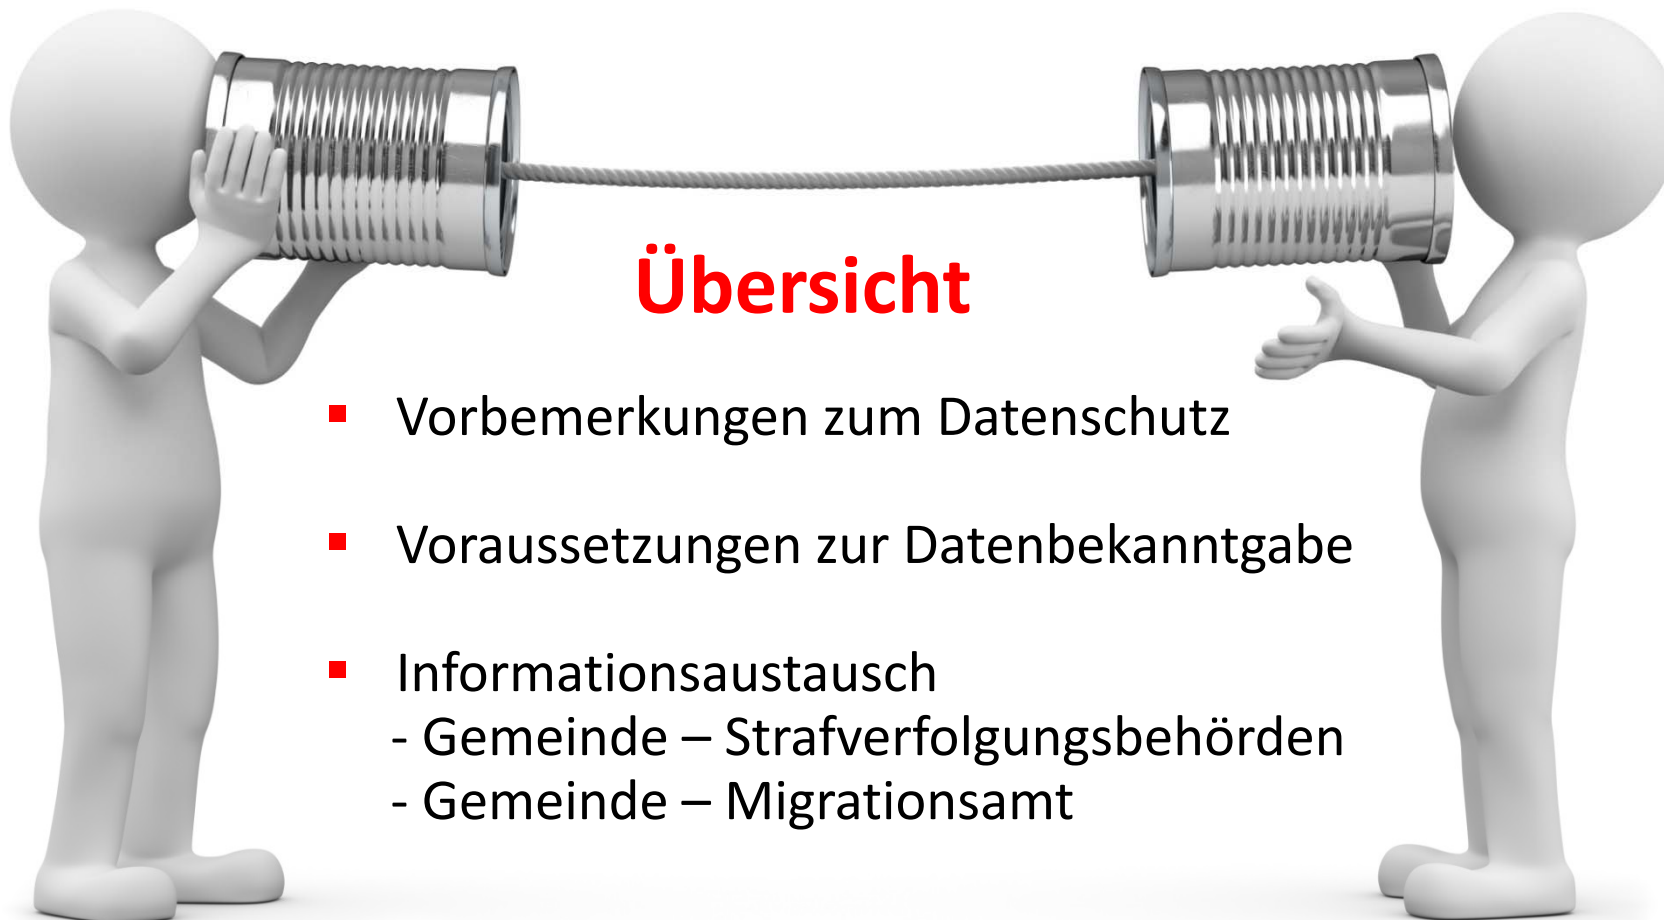 Übersicht
▪ Vorbemerkungen zum Datenschutz
▪ Voraussetzungen zur Datenbekanntgabe
▪ Informationsaustausch
- Gemeinde – Strafverfolgungsbehörden
- Gemeinde – Migrationsamt